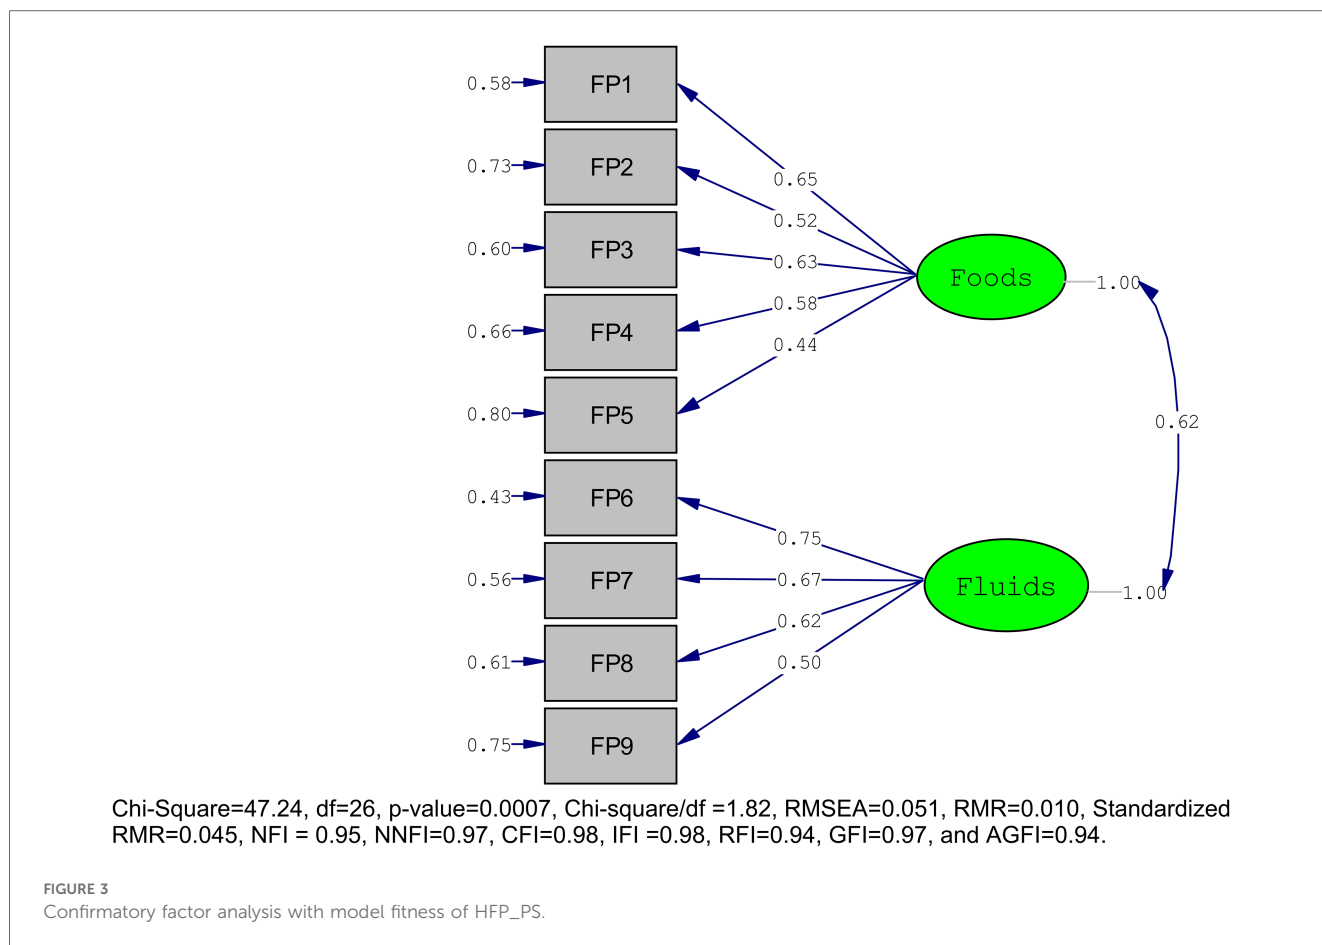 0.58 FP1
0.65
0.73 FP2
0.52
0.60 FP3
0.63
Foods 1.00
0.58
0.66 FP4
0.44
0.80 FP5
0.62
0.43 FP6
0.75
0.56 FP7
0.67
Fluids 1.00
0.62
0.61 FP8
0.50
0.75 FP9
Chi-Square=47.24, df=26, p-value=0.0007, Chi-square/df =1.82, RMSEA=0.051, RMR=0.010, Standardized
RMR=0.045, NFI = 0.95, NNFI=0.97, CFI=0.98, IFI =0.98, RFI=0.94, GFI=0.97, and AGFI=0.94.
FIGURE 3
Confirmatory factor analysis with model fitness of HFP_PS.